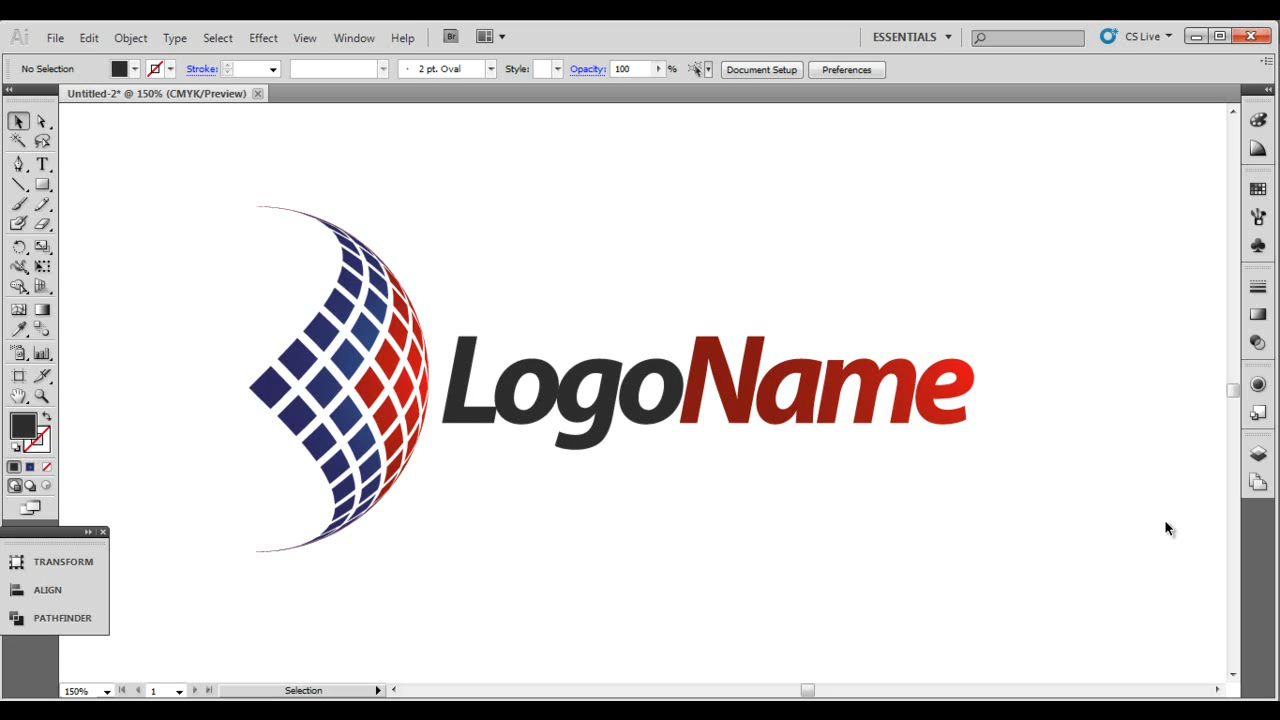 Ai File Edit Object Type Select Effect View Window Help Br ESSENTIALS CS Live
No Selection Stroke: 2 pt. Oval Style: Opacity: 100 % Document Setup Preferences
Untitled-2* @ 150% (CMYK/Preview)
T
LogoName
TRANSFORM
ALIGN
PATHFINDER
150% 1 Selection